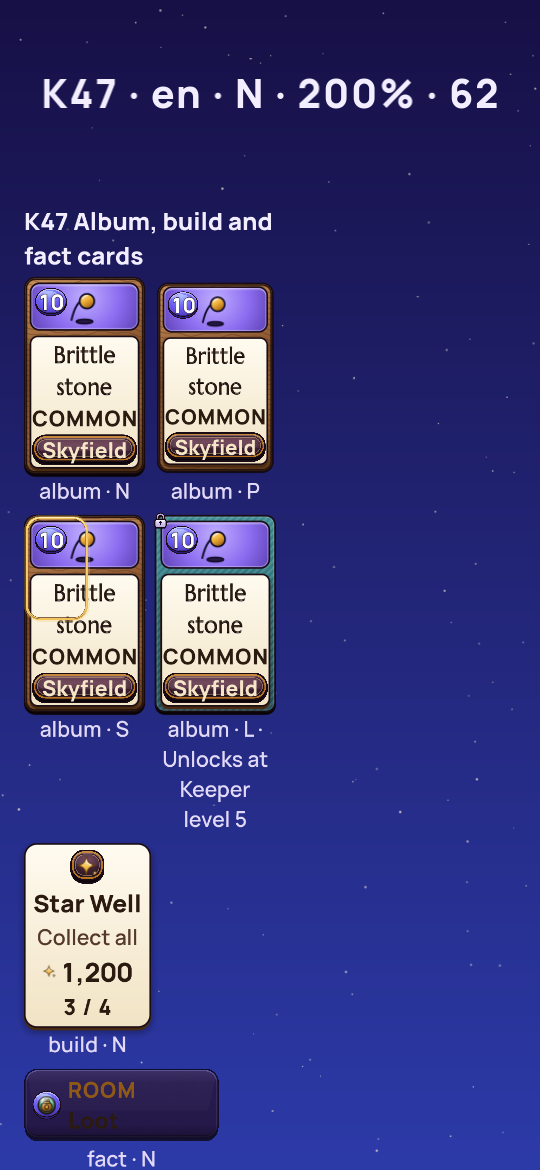 K47 · en · N · 200% · 62
K47 Album, build and
fact cards
10
Brittle
stone
COMMON
Skyfield
album · N
10
Brittle
stone
COMMON
Skyfield
album · P
10
Brittle
stone
COMMON
Skyfield
album · S
10
Brittle
stone
COMMON
Skyfield
album · L ·
Unlocks at
Keeper
level 5
Star Well
Collect all
1,200
3 / 4
build · N
ROOM
Loot
fact · N